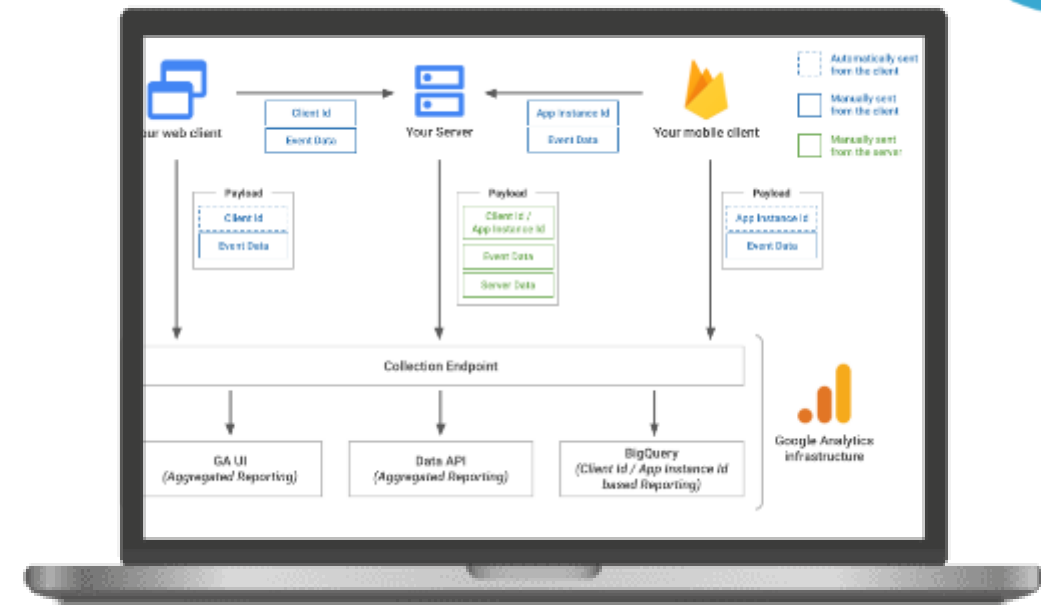 Automatically sent
from the client
Manually sent
from the client
Manually sent
from the server
Client Id
Event Data
App Instance Id
Event Data
our web client
Your Server
Your mobile client
Payload
Client Id
Event Data
Payload
Client Id /
App Instance Id
Event Data
Server Data
Payload
App Instance Id
Event Data
Collection Endpoint
GA UI
(Aggregated Reporting)
Data API
(Aggregated Reporting)
BigQuery
(Client Id / App Instance Id
based Reporting)
Google Analytics
infrastructure